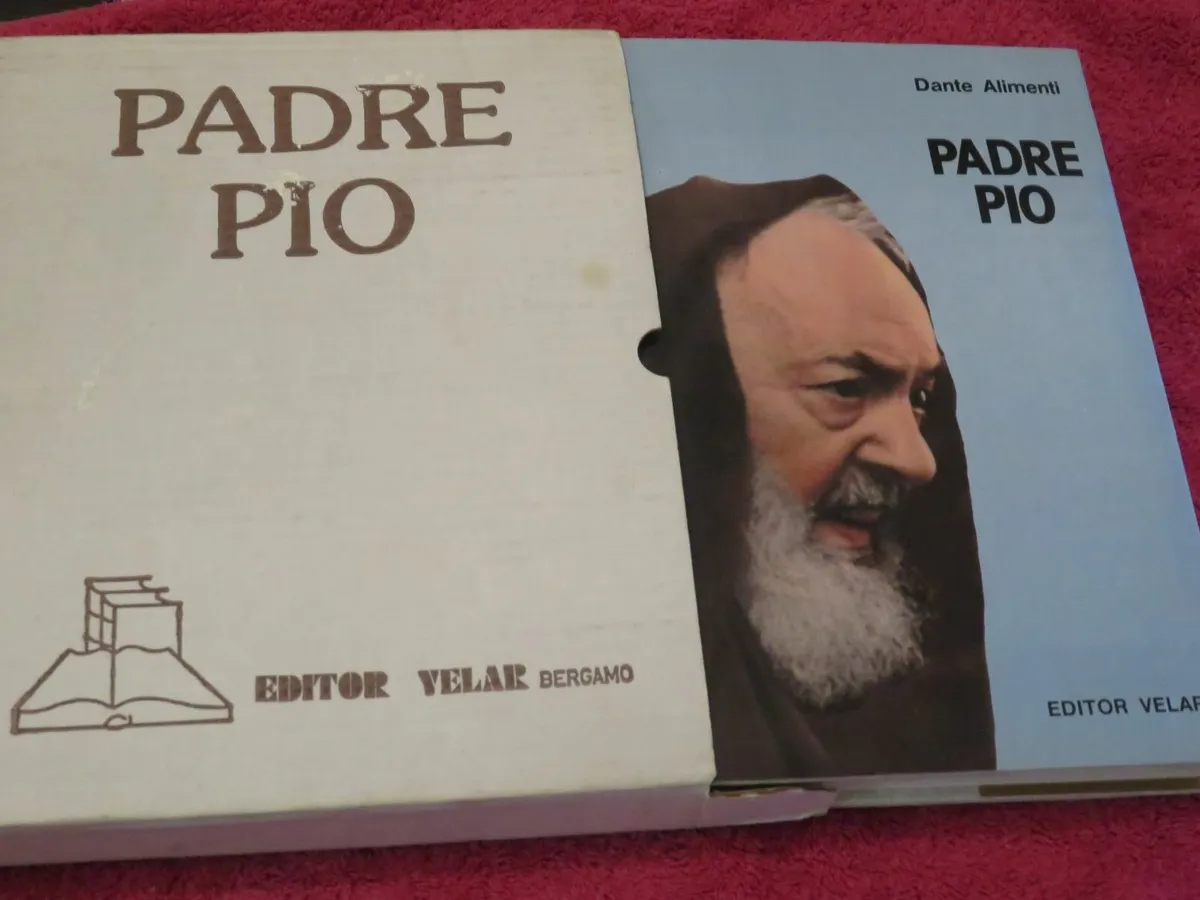 PADRE
PIO
EDITOR VELAR BERGAMO
Dante Alimenti
PADRE
PIO
EDITOR VELAR